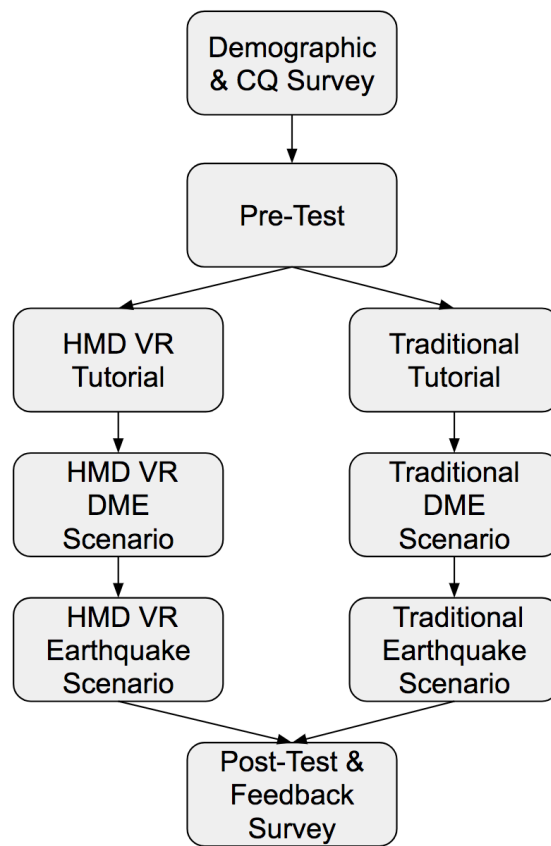 Demographic
& CQ Survey
Pre-Test
HMD VR
Tutorial
Traditional
Tutorial
HMD VR
DME
Scenario
Traditional
DME
Scenario
HMD VR
Earthquake
Scenario
Traditional
Earthquake
Scenario
Post-Test &
Feedback
Survey